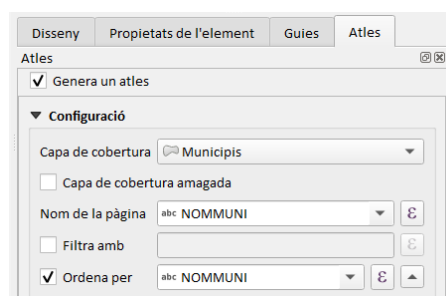 Disseny Propietats de l'element Guies Atles
Atles
Genera un atles
Configuració
Capa de cobertura Municipis
Capa de cobertura amagada
Nom de la pàgina abc NOMMUNI ε
Filtra amb ε
Ordena per abc NOMMUNI ε